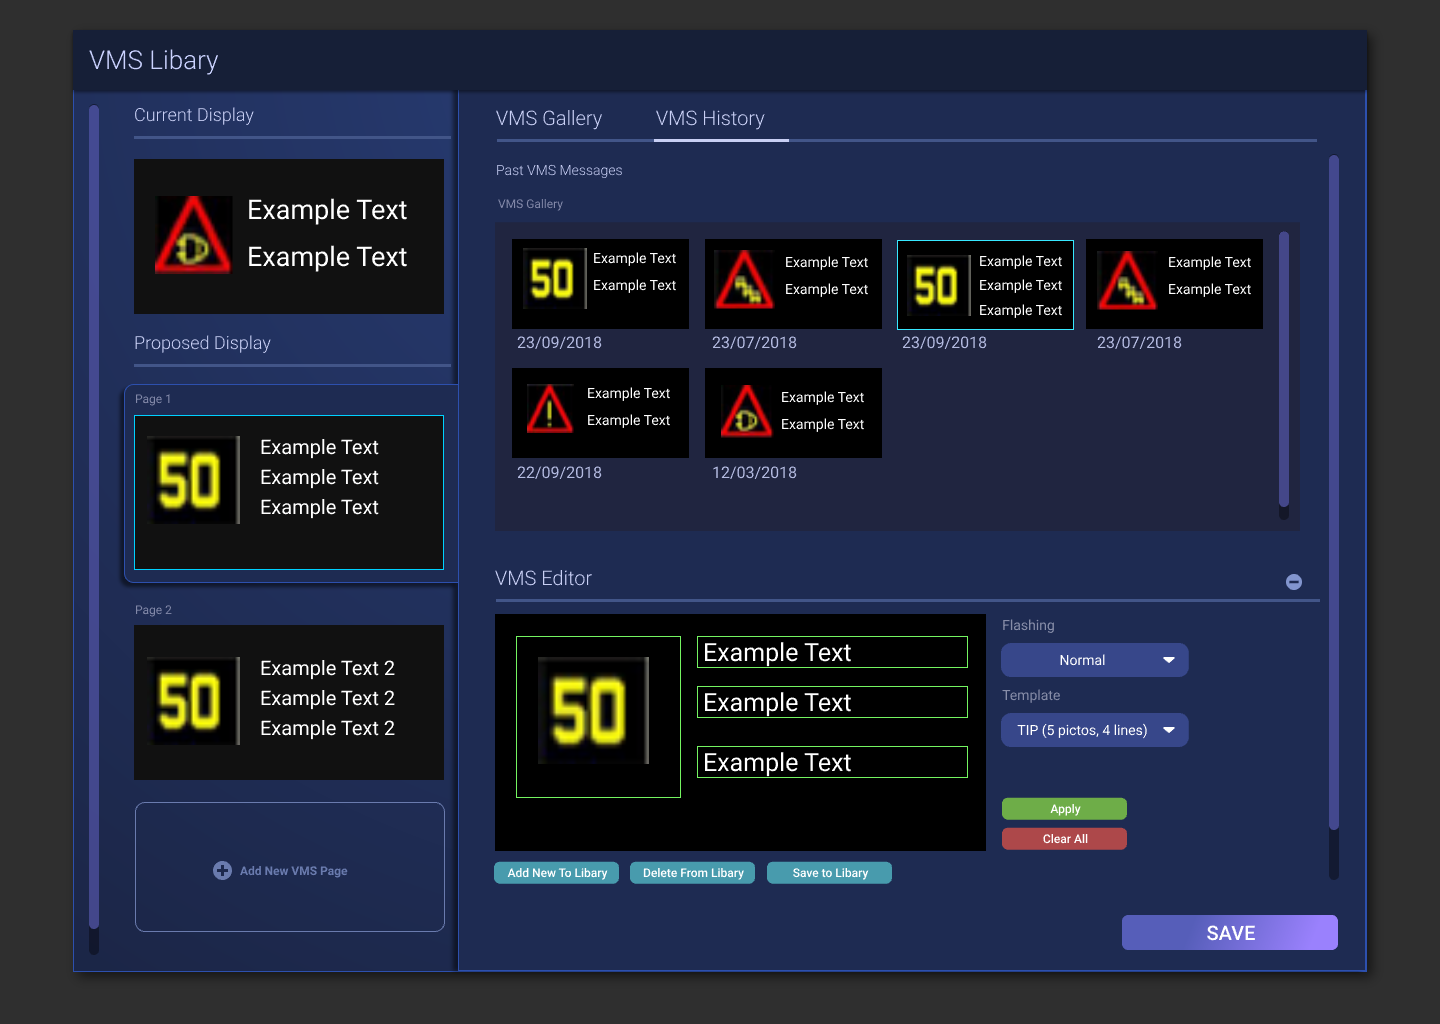 VMS Libary
Current Display
Example Text
Example Text
Proposed Display
Page 1
50
Example Text
Example Text
Example Text
Page 2
50
Example Text 2
Example Text 2
Example Text 2
Add New VMS Page
VMS Gallery
VMS History
Past VMS Messages
VMS Gallery
50
Example Text
Example Text
23/09/2018
Example Text
Example Text
23/07/2018
50
Example Text
Example Text
Example Text
23/09/2018
Example Text
Example Text
23/07/2018
!
Example Text
Example Text
22/09/2018
Example Text
Example Text
12/03/2018
VMS Editor
50
Example Text
Example Text
Example Text
Flashing
Normal
Template
TIP (5 pictos, 4 lines)
Apply
Clear All
Add New To Libary
Delete From Libary
Save to Libary
SAVE